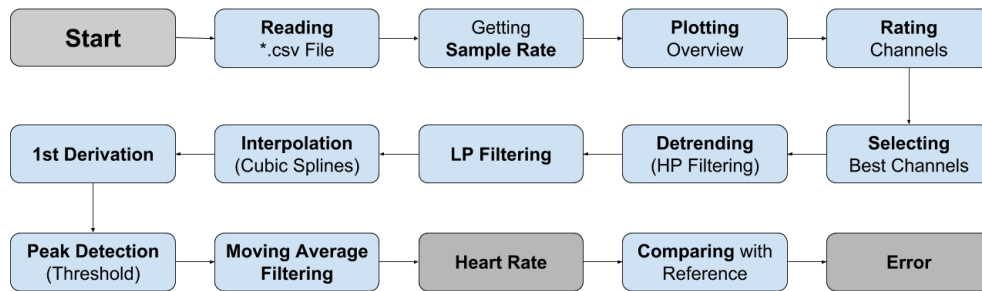 Start
Reading
*.csv File
Getting
Sample Rate
Plotting
Overview
Rating
Channels
1st Derivation
Interpolation
(Cubic Splines)
LP Filtering
Detrending
(HP Filtering)
Selecting
Best Channels
Peak Detection
(Threshold)
Moving Average
Filtering
Heart Rate
Comparing with
Reference
Error